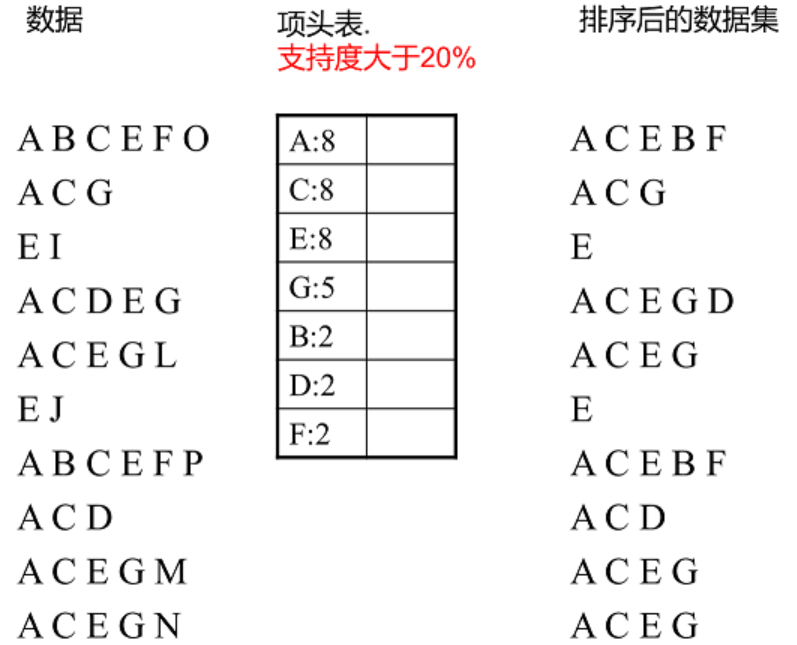 数据
A B C E F O
A C G
E I
A C D E G
A C E G L
E J
A B C E F P
A C D
A C E G M
A C E G N
项头表.
支持度大于20%
A:8
C:8
E:8
G:5
B:2
D:2
F:2
排序后的数据集
A C E B F
A C G
E
A C E G D
A C E G
E
A C E B F
A C D
A C E G
A C E G